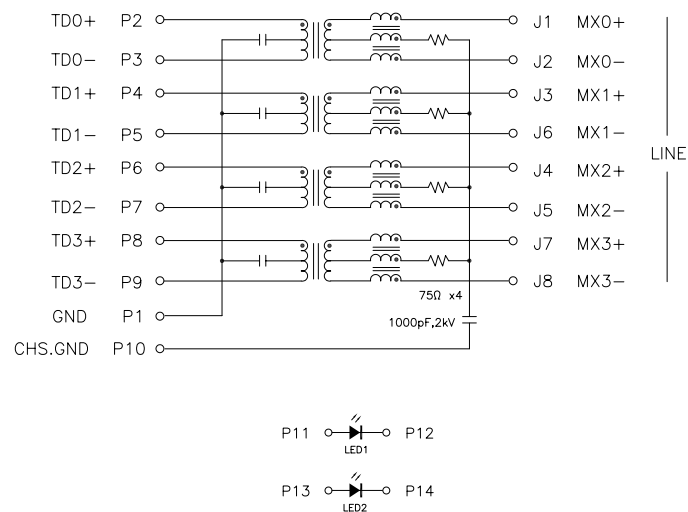 TD0+ P2 J1 MX0+
TD0- P3 J2 MX0-
TD1+ P4 J3 MX1+
TD1- P5 J6 MX1-
LINE
TD2+ P6 J4 MX2+
TD2- P7 J5 MX2-
TD3+ P8 J7 MX3+
TD3- P9 J8 MX3-
75Ω x4
GND P1
1000pF,2kV
CHS.GND P10
P11 P12
LED1
P13 P14
LED2